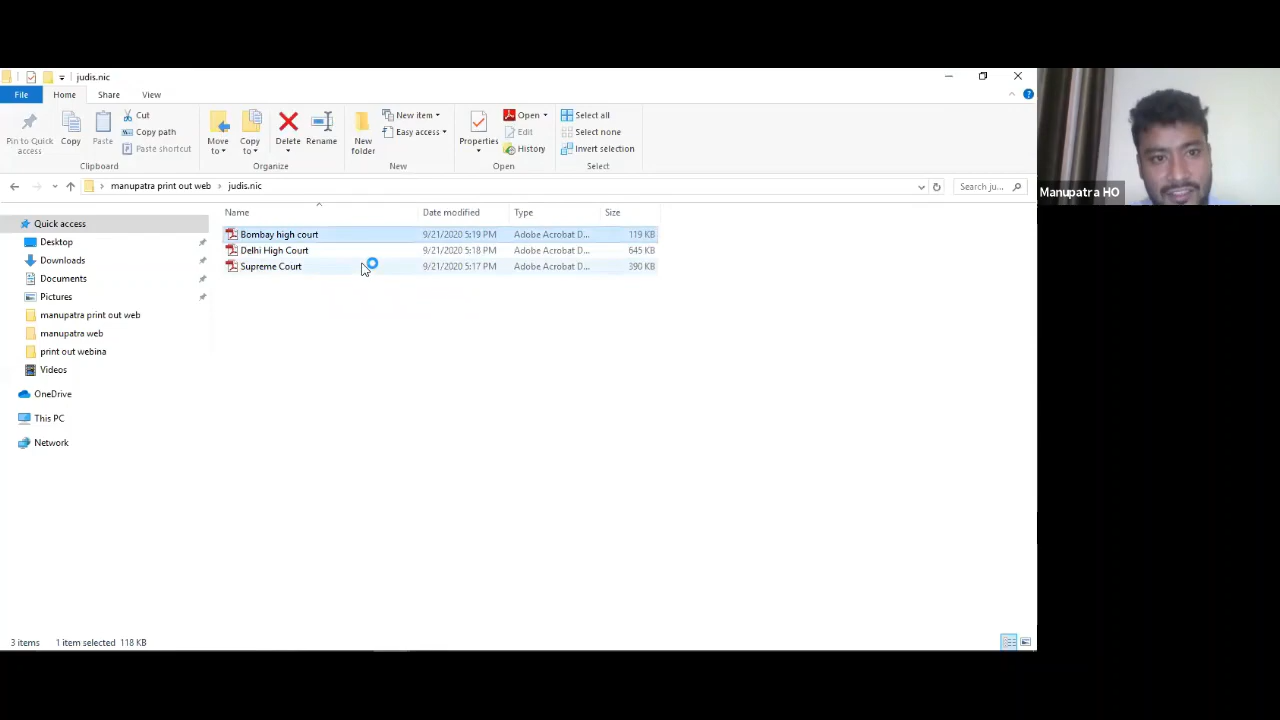 judis.nic
File Home Share View
Pin to Quick access
Copy
Paste
Cut
Copy path
Paste shortcut
Clipboard
Move to
Copy to
Delete
Rename
Organize
New folder
New item
Easy access
New
Properties
Open
Edit
History
Open
Select all
Select none
Invert selection
Select
manupatra print out web > judis.nic
Search ju...
Name Date modified Type Size
Bombay high court 9/21/2020 5:19 PM Adobe Acrobat D... 119 KB
Delhi High Court 9/21/2020 5:18 PM Adobe Acrobat D... 645 KB
Supreme Court 9/21/2020 5:17 PM Adobe Acrobat D... 390 KB
Quick access
Desktop
Downloads
Documents
Pictures
manupatra print out web
manupatra web
print out webina
Videos
OneDrive
This PC
Network
3 items 1 item selected 118 KB
Manupatra HO